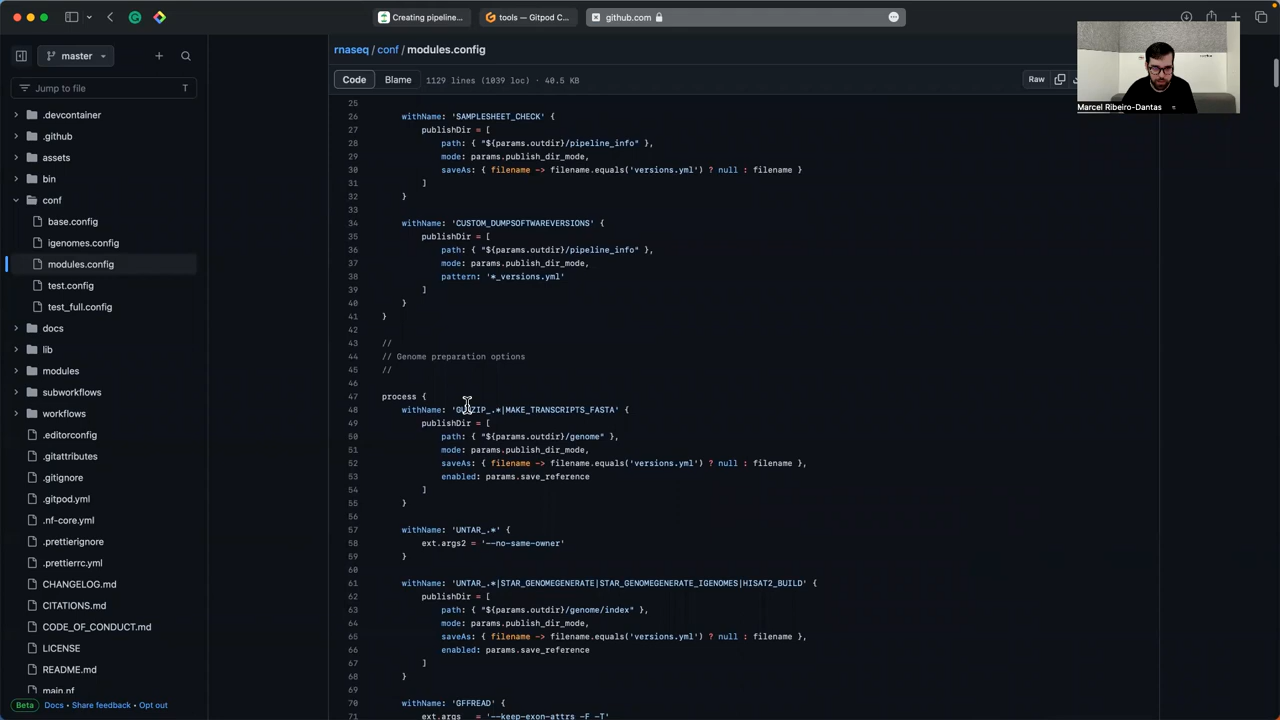 Creating pipeline...
tools — Gitpod C...
github.com
master
rnaseq / conf / modules.config
Jump to file
T
Code
Blame
1129 lines (1039 loc) · 40.5 KB
Raw
Marcel Ribeiro-Dantas
.devcontainer
.github
assets
bin
conf
base.config
igenomes.config
modules.config
test.config
test_full.config
docs
lib
modules
subworkflows
workflows
.editorconfig
.gitattributes
.gitignore
.gitpod.yml
.nf-core.yml
.prettierignore
.prettierrc.yml
CHANGELOG.md
CITATIONS.md
CODE_OF_CONDUCT.md
LICENSE
README.md
main.nf
Beta Docs · Share feedback · Opt out
25
26 withName: 'SAMPLESHEET_CHECK' {
27 publishDir = [
28 path: { "${params.outdir}/pipeline_info" },
29 mode: params.publish_dir_mode,
30 saveAs: { filename -> filename.equals('versions.yml') ? null : filename }
31 ]
32 }
33
34 withName: 'CUSTOM_DUMPSOFTWAREVERSIONS' {
35 publishDir = [
36 path: { "${params.outdir}/pipeline_info" },
37 mode: params.publish_dir_mode,
38 pattern: '*_versions.yml'
39 ]
40 }
41 }
42
43 //
44 // Genome preparation options
45 //
46
47 process {
48 withName: 'GUNZIP_.*|MAKE_TRANSCRIPTS_FASTA' {
49 publishDir = [
50 path: { "${params.outdir}/genome" },
51 mode: params.publish_dir_mode,
52 saveAs: { filename -> filename.equals('versions.yml') ? null : filename },
53 enabled: params.save_reference
54 ]
55 }
56
57 withName: 'UNTAR_.*' {
58 ext.args2 = '--no-same-owner'
59 }
60
61 withName: 'UNTAR_.*|STAR_GENOMEGENERATE|STAR_GENOMEGENERATE_IGENOMES|HISAT2_BUILD' {
62 publishDir = [
63 path: { "${params.outdir}/genome/index" },
64 mode: params.publish_dir_mode,
65 saveAs: { filename -> filename.equals('versions.yml') ? null : filename },
66 enabled: params.save_reference
67 ]
68 }
69
70 withName: 'GFFREAD' {
71 ext.args = '--keep-exon-attrs -F -T'